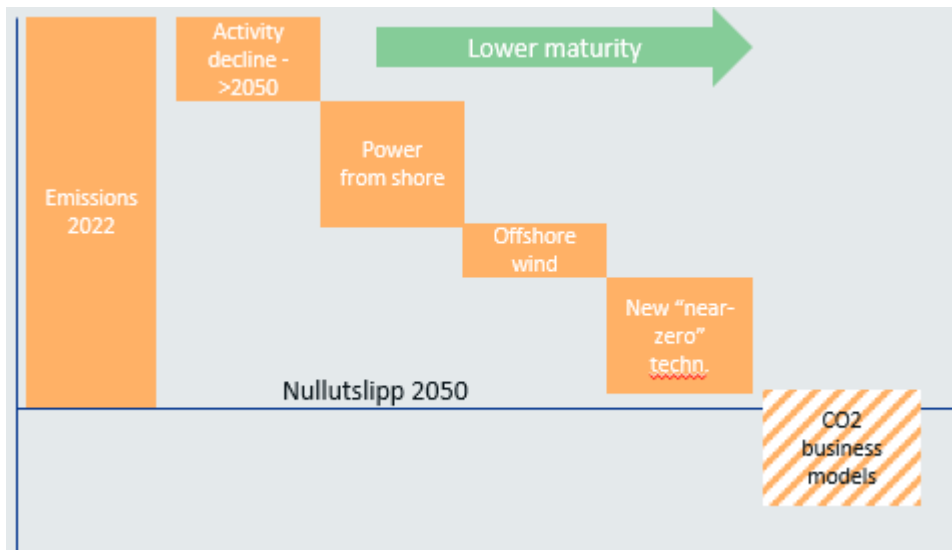 Emissions
2022
Activity
decline -
>2050
Lower maturity
Power
from shore
Offshore
wind
New “near-
zero”
techn.
Nullutslipp 2050
CO2
business
models